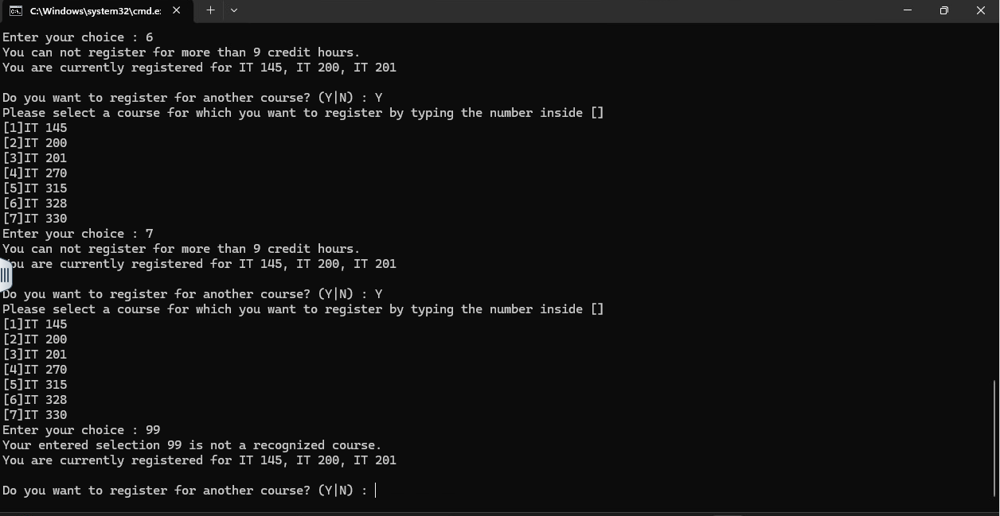 C:\Windows\system32\cmd.e:
Enter your choice : 6
You can not register for more than 9 credit hours.
You are currently registered for IT 145, IT 200, IT 201
Do you want to register for another course? (Y|N) : Y
Please select a course for which you want to register by typing the number inside []
[1]IT 145
[2]IT 200
[3]IT 201
[4]IT 270
[5]IT 315
[6]IT 328
[7]IT 330
Enter your choice : 7
You can not register for more than 9 credit hours.
You are currently registered for IT 145, IT 200, IT 201
Do you want to register for another course? (Y|N) : Y
Please select a course for which you want to register by typing the number inside []
[1]IT 145
[2]IT 200
[3]IT 201
[4]IT 270
[5]IT 315
[6]IT 328
[7]IT 330
Enter your choice : 99
Your entered selection 99 is not a recognized course.
You are currently registered for IT 145, IT 200, IT 201
Do you want to register for another course? (Y|N) :